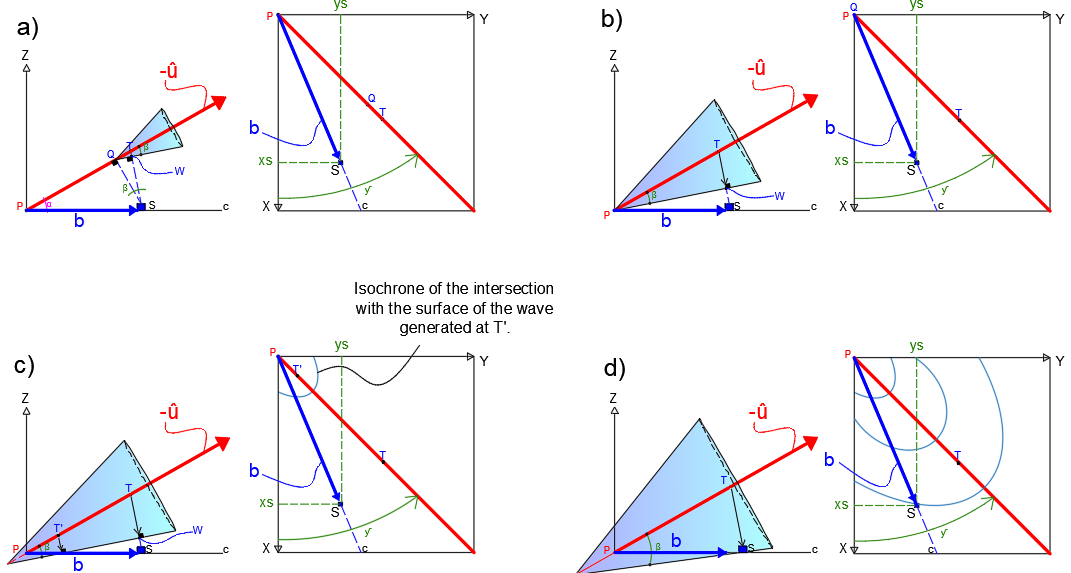 a)
Z
-û
Q
T
β
W
β
P
α
S
b
c
P
ys
Y
Q
T
b
xs
S
γ
X
c
b)
Z
-û
T
β
W
P
S
b
c
Q
P
ys
Y
T
b
xs
S
γ
X
c
Isochrone of the intersection
with the surface of the wave
generated at T'.
c)
Z
-û
T
T'
W
P
β
S
b
c
P
ys
Y
T'
T
b
xs
S
γ
X
c
d)
Z
-û
T
P
β
b
S
c
P
ys
Y
T
b
xs
S
γ
X
c